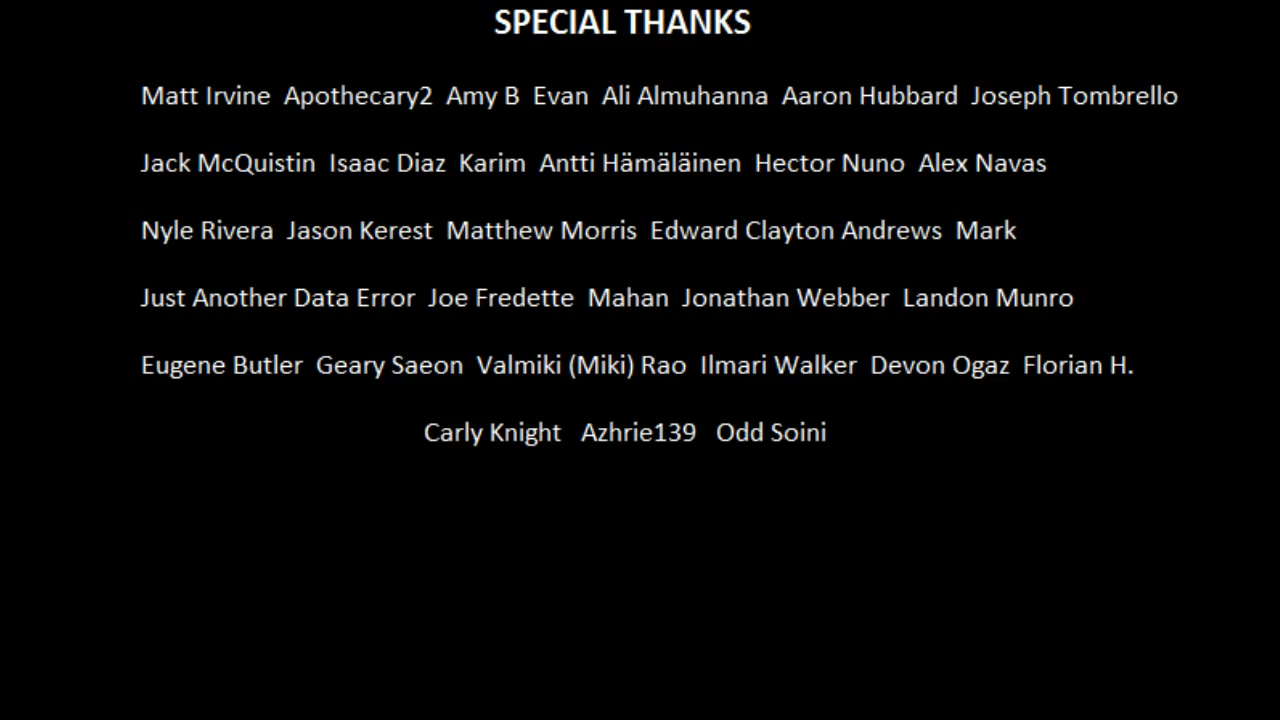 SPECIAL THANKS
Matt Irvine Apothecary2 Amy B Evan Ali Almuhanna Aaron Hubbard Joseph Tombrello
Jack McQuistin Isaac Diaz Karim Antti Hämäläinen Hector Nuno Alex Navas
Nyle Rivera Jason Kerest Matthew Morris Edward Clayton Andrews Mark
Just Another Data Error Joe Fredette Mahan Jonathan Webber Landon Munro
Eugene Butler Geary Saeon Valmiki (Miki) Rao Ilmari Walker Devon Ogaz Florian H.
Carly Knight Azhrie139 Odd Soini